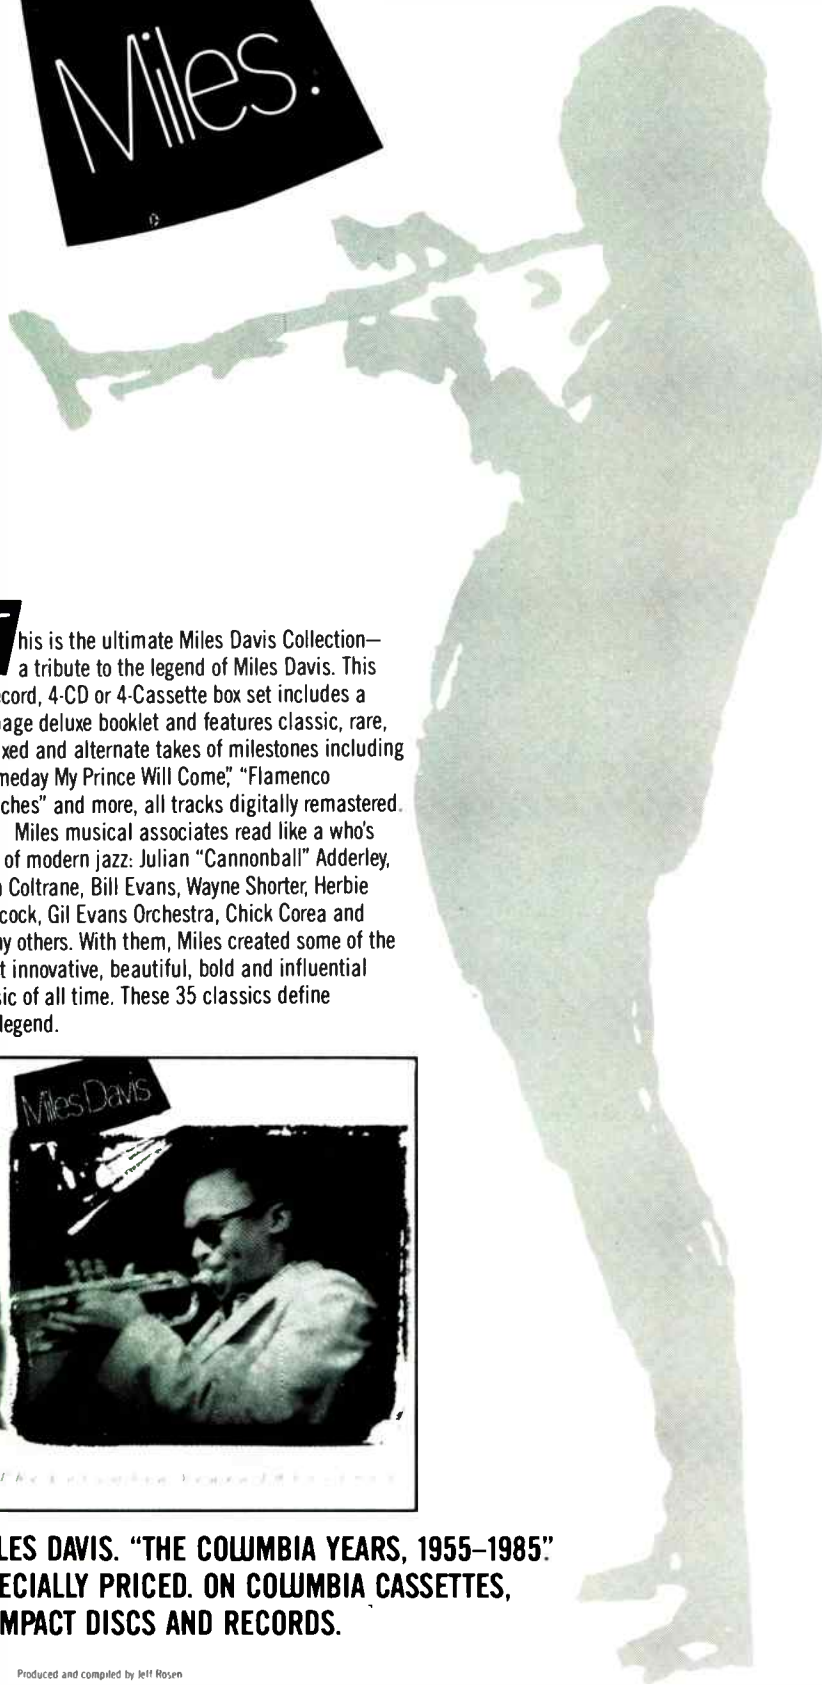 Miles.
This is the ultimate Miles Davis Collection—
a tribute to the legend of Miles Davis. This
cord, 4-CD or 4-Cassette box set includes a
age deluxe booklet and features classic, rare,
xed and alternate takes of milestones including
meday My Prince Will Come," "Flamenco
ches" and more, all tracks digitally remastered.
Miles musical associates read like a who's
of modern jazz: Julian "Cannonball" Adderley,
n Coltrane, Bill Evans, Wayne Shorter, Herbie
cock, Gil Evans Orchestra, Chick Corea and
ny others. With them, Miles created some of the
t innovative, beautiful, bold and influential
sic of all time. These 35 classics define
legend.
Miles Davis
LES DAVIS. "THE COLUMBIA YEARS, 1955–1985."
ECIALLY PRICED. ON COLUMBIA CASSETTES,
MPACT DISCS AND RECORDS.
Produced and compiled by Jeff Rosen